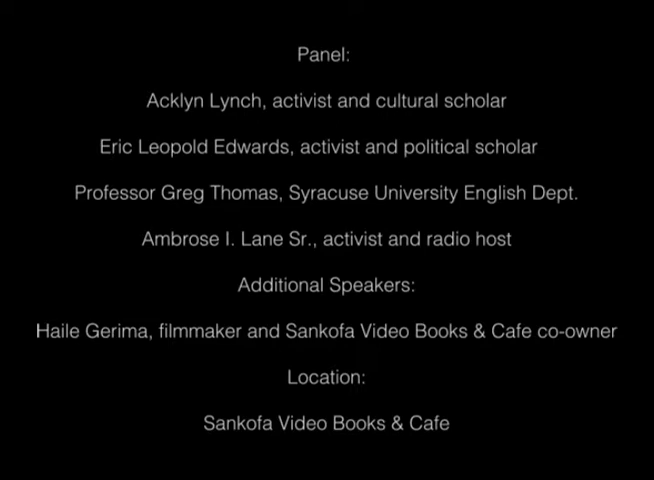 Panel:
Acklyn Lynch, activist and cultural scholar
Eric Leopold Edwards, activist and political scholar
Professor Greg Thomas, Syracuse University English Dept.
Ambrose I. Lane Sr., activist and radio host
Additional Speakers:
Haile Gerima, filmmaker and Sankofa Video Books & Cafe co-owner
Location:
Sankofa Video Books & Cafe